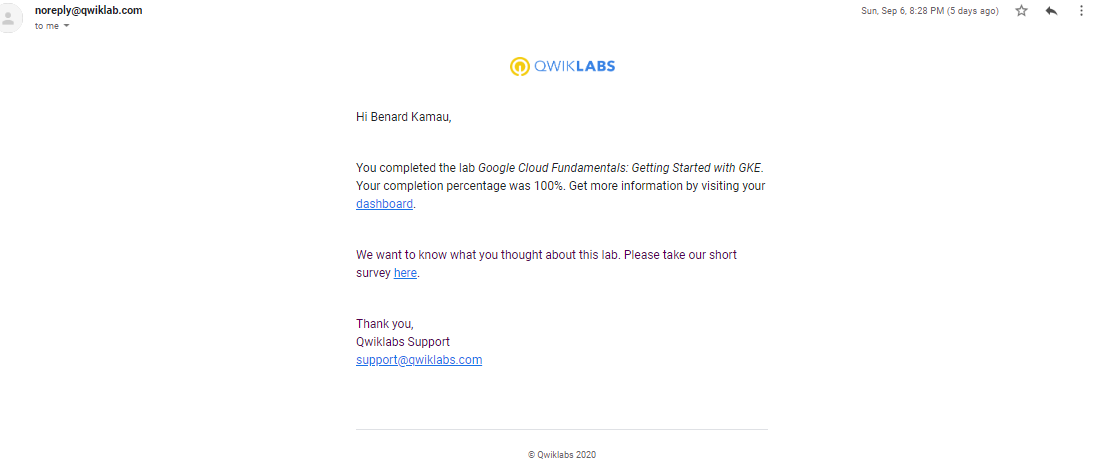 noreply@qwiklab.com
Sun, Sep 6, 8:28 PM (5 days ago)
to me
QWIKLABS
Hi Benard Kamau,
You completed the lab Google Cloud Fundamentals: Getting Started with GKE.
Your completion percentage was 100%. Get more information by visiting your
dashboard.
We want to know what you thought about this lab. Please take our short
survey here.
Thank you,
Qwiklabs Support
support@qwiklabs.com
© Qwiklabs 2020